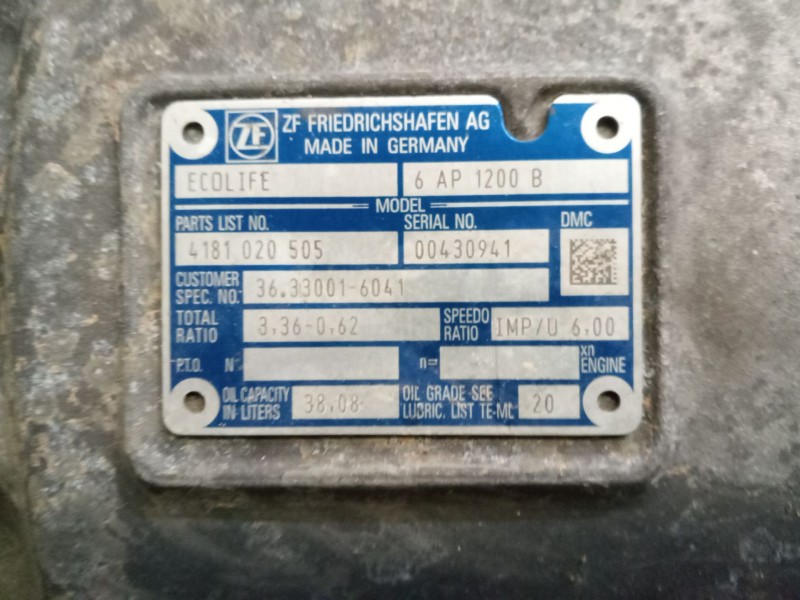 ZF ZF FRIEDRICHSHAFEN AG
MADE IN GERMANY
ECOLIFE 6 AP 1200 B
MODEL
PARTS LIST NO. SERIAL NO. DMC
4181 020 505 00430941
CUSTOMER
SPEC. NO. 36.33001-6041
TOTAL
RATIO 3,36-0,62 SPEEDO
RATIO IMP/U 6,00
P.T.O. N= n= xn
ENGINE
OIL CAPACITY
IN LITERS 38,08 OIL GRADE SEE
LUBRIC. LIST TE-ML 20